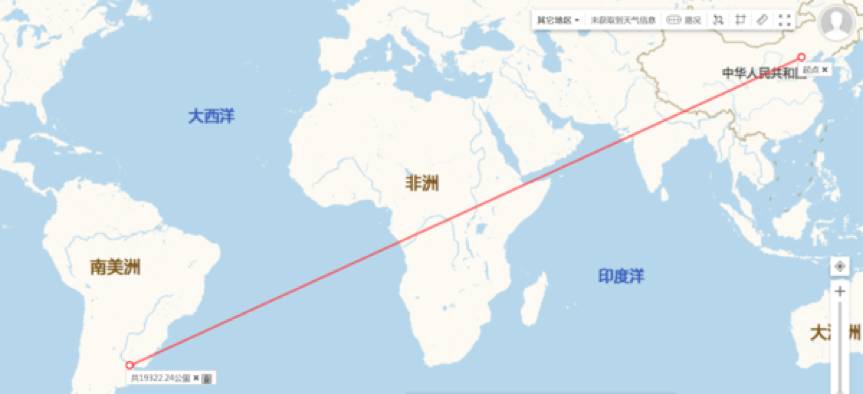 其它地区 未获取到天气信息 路况
中华人民共和国
起点
大西洋
非洲
南美洲
印度洋
大洋洲
共19322.24公里